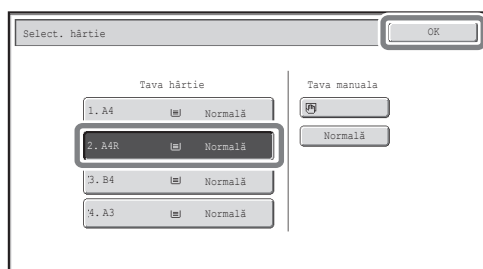 Select. hârtie OK
Tava hârtie Tava manuala
1. A4 Normală
2. A4R Normală Normală
3. B4 Normală
4. A3 Normală